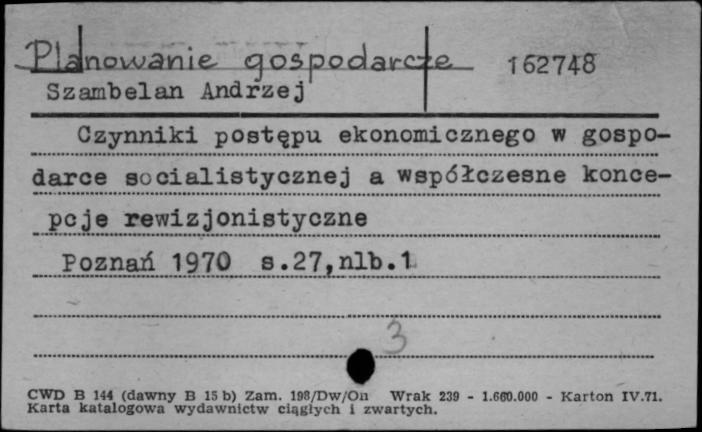 Planowanie gospodarcze 162748
Szambelan Andrzej
Czynniki postępu ekonomicznego w gospo-
darce socialistycznej a współczesne konce-
pcje rewizjonistyczne
Poznań 1970 s.27,nlb.1
3
CWD B 144 (dawny B 15 b) Zam. 198/Dw/On Wrak 239 - 1.660.000 - Karton IV.71.
Karta katalogowa wydawnictw ciągłych i zwartych.